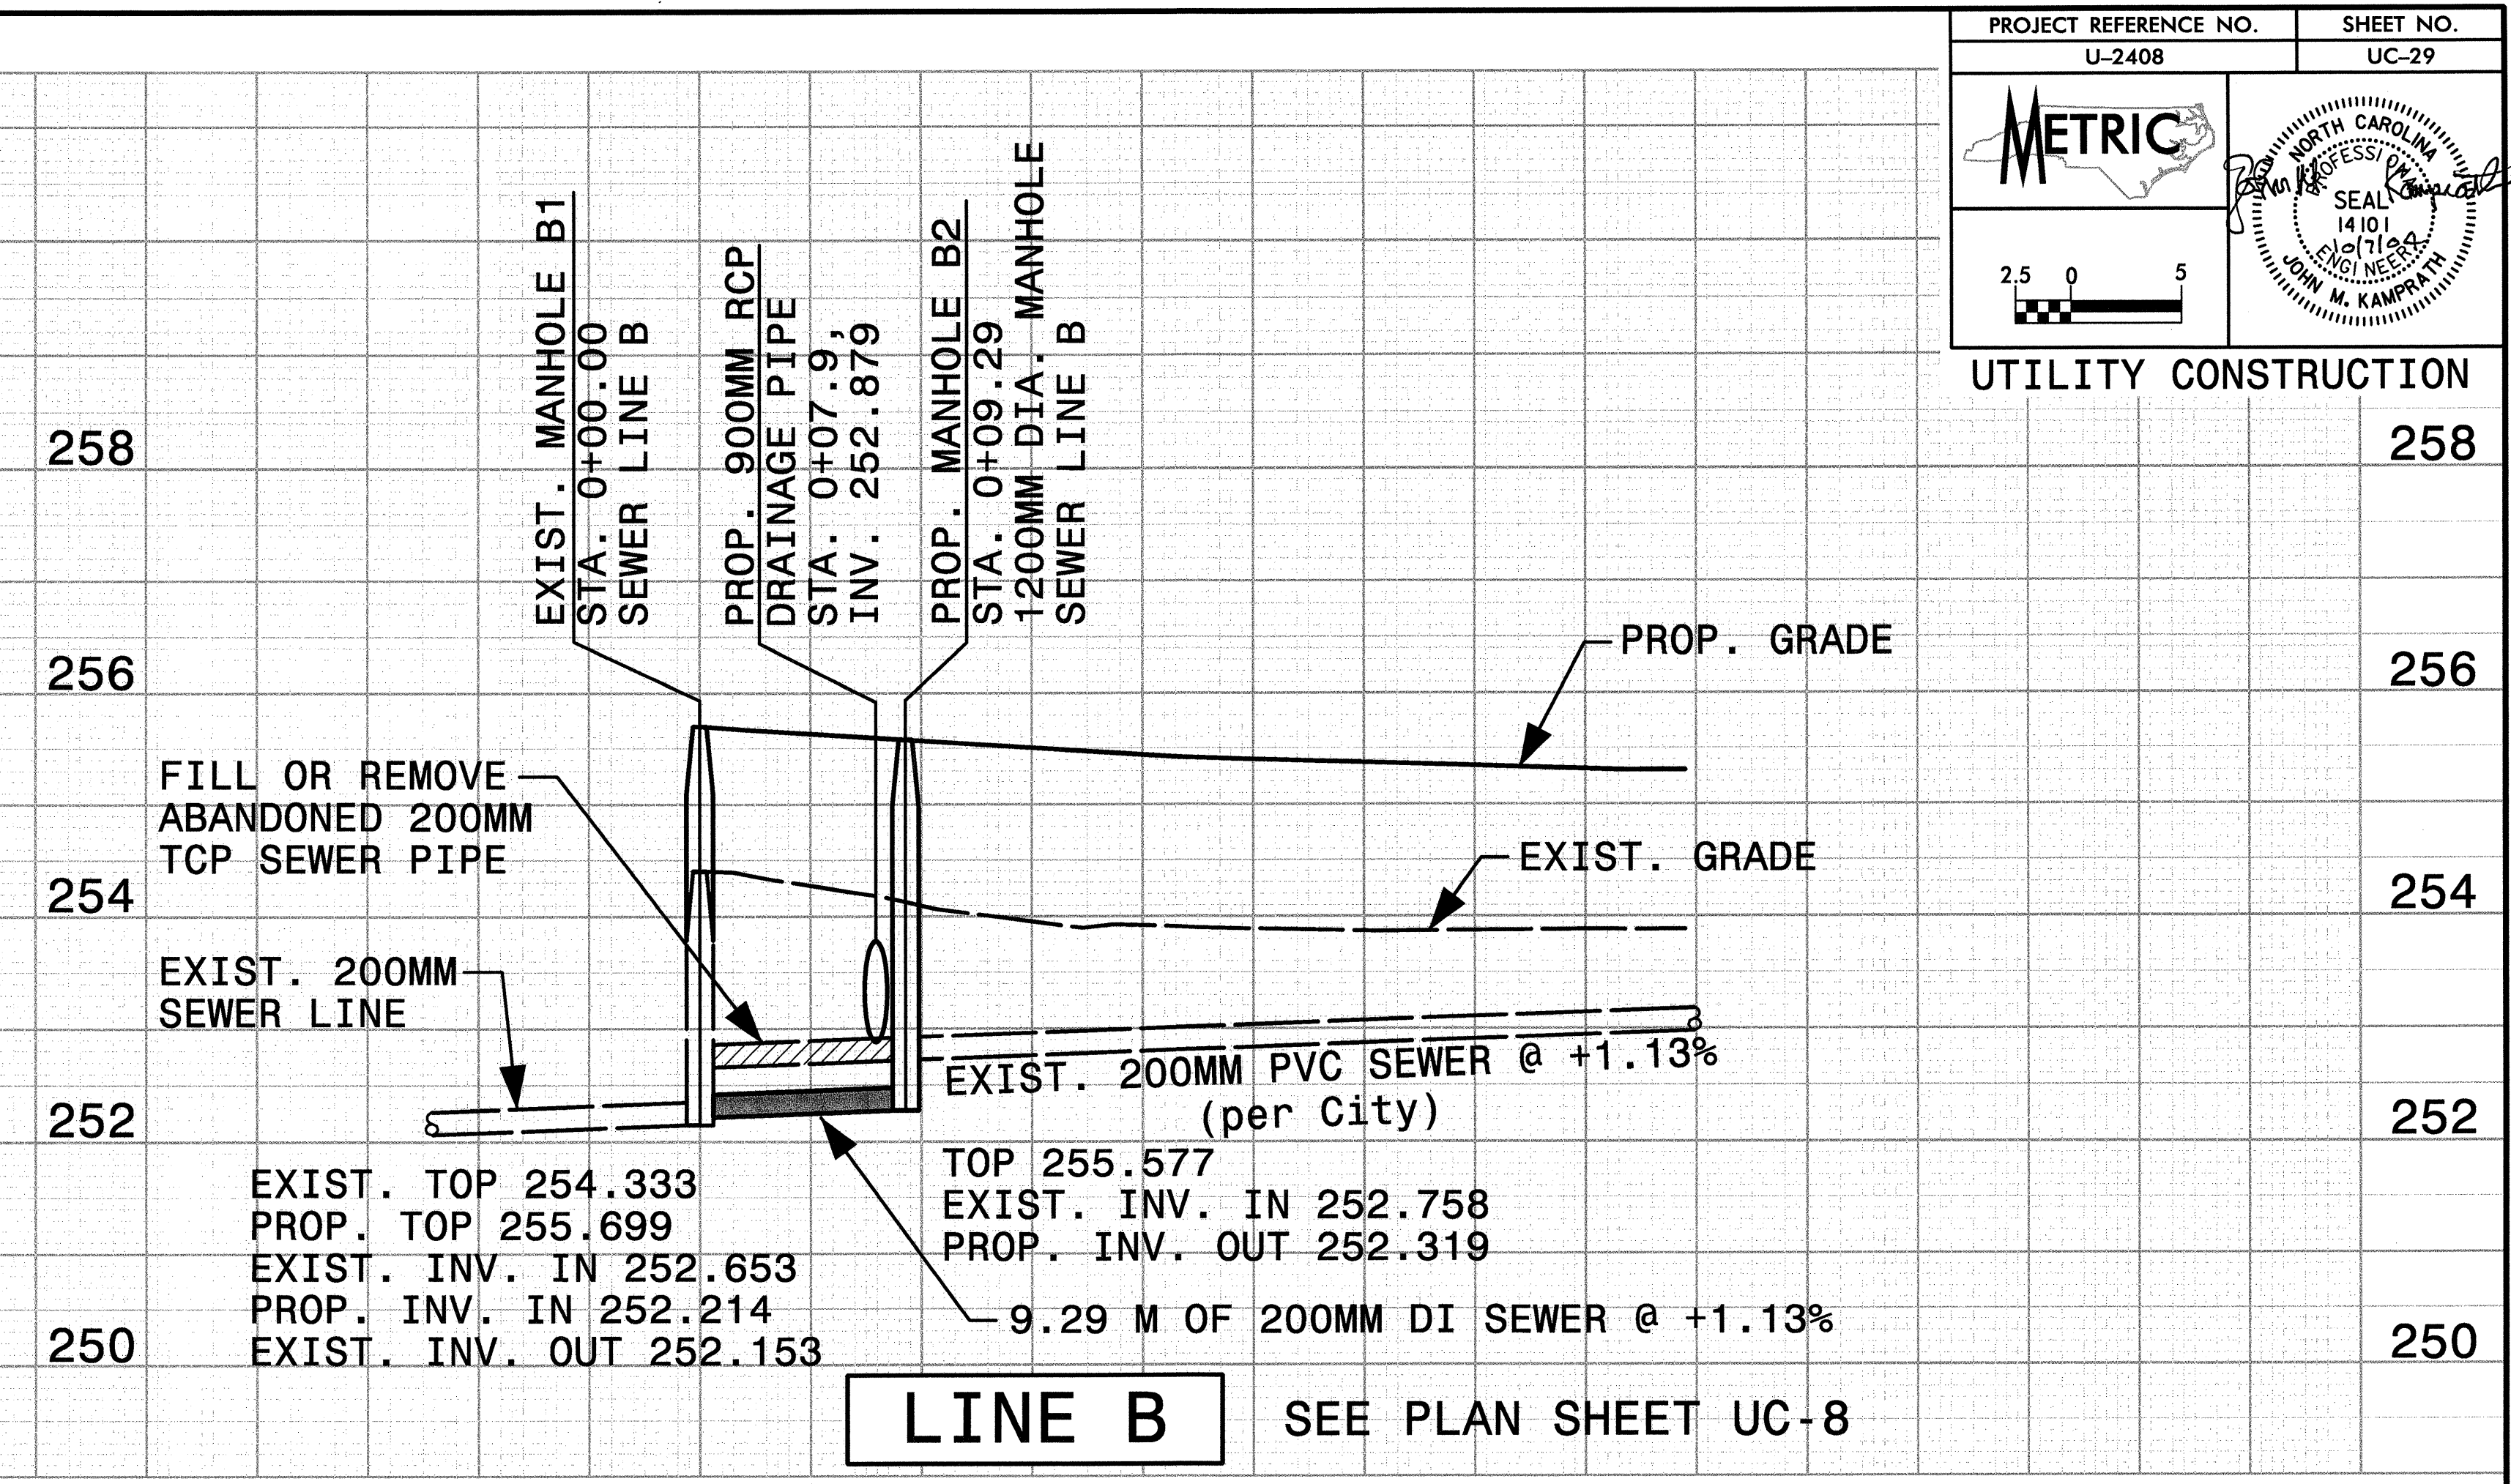 PROJECT REFERENCE NO.
SHEET NO.
U-2408
UC-29
METRIC
NORTH CAROLINA
PROFESSIONAL
SEAL
14101
ENGINEER
JOHN M. KAMPRATH
2.5 0 5
UTILITY CONSTRUCTION
EXIST. MANHOLE B1
STA. 0+00.00
SEWER LINE B
PROP. 900MM RCP
DRAINAGE PIPE
STA. 0+07.9,
INV. 252.879
PROP. MANHOLE B2
STA. 0+09.29
1200MM DIA. MANHOLE
SEWER LINE B
258
258
256
256
PROP. GRADE
FILL OR REMOVE
ABANDONED 200MM
TCP SEWER PIPE
EXIST. GRADE
254
254
EXIST. 200MM
SEWER LINE
EXIST. 200MM PVC SEWER @ +1.13%
(per City)
252
252
EXIST. TOP 254.333
PROP. TOP 255.699
EXIST. INV. IN 252.653
PROP. INV. IN 252.214
EXIST. INV. OUT 252.153
TOP 255.577
EXIST. INV. IN 252.758
PROP. INV. OUT 252.319
9.29 M OF 200MM DI SEWER @ +1.13%
250
250
LINE B
SEE PLAN SHEET UC-8